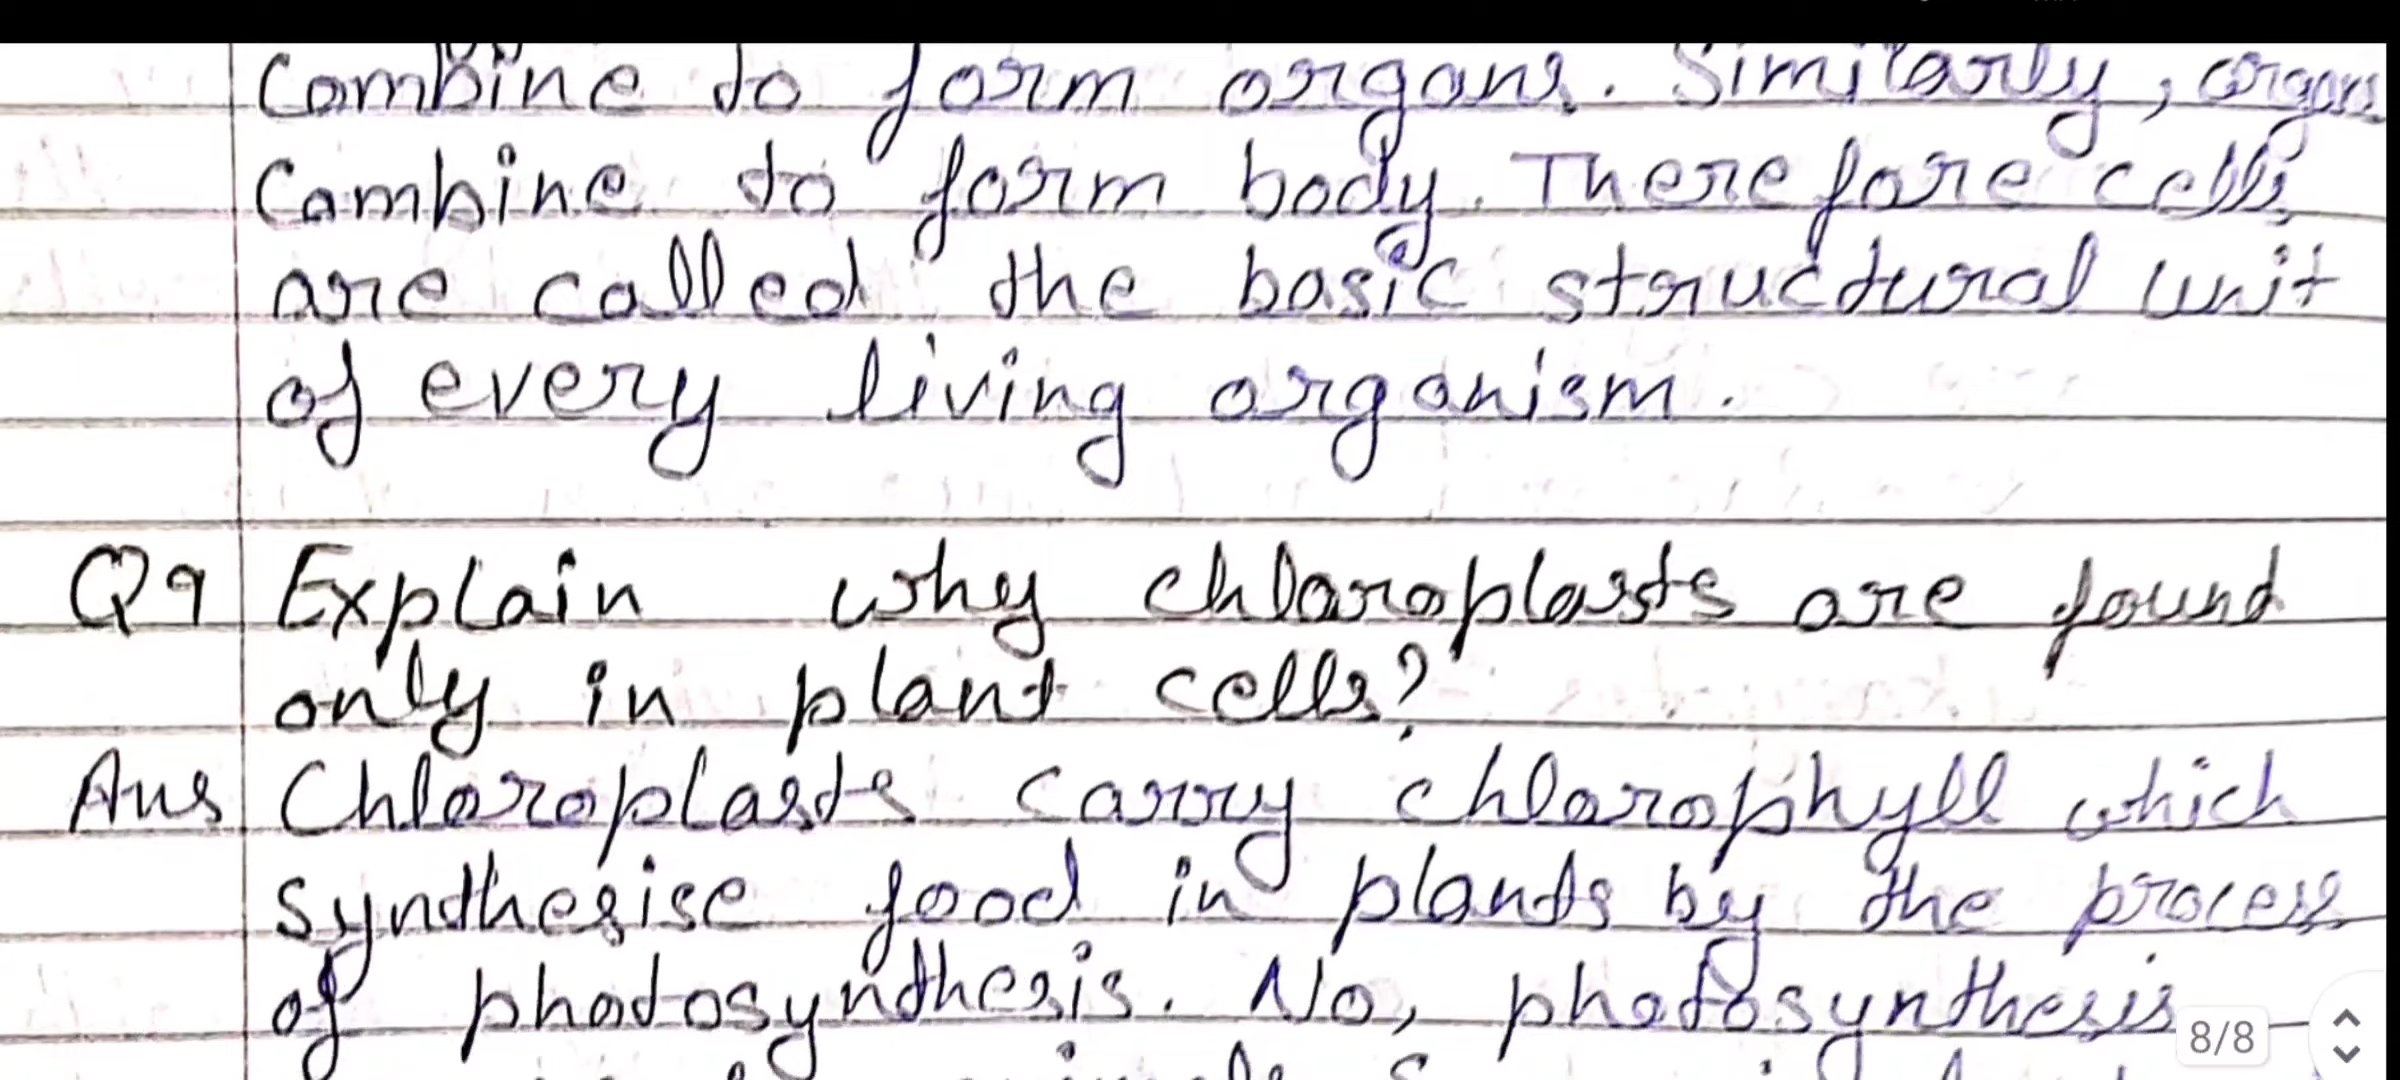 Combine to form organs. Similarly, organs
Combine to form body. Therefore cells
are called the basic structural unit
of every living organism.
Q9 Explain why chloroplasts are found
only in plant cells?
Ans Chloroplasts carry chlorophyll which
synthesise food in plants by the process
of photosynthesis. No, photosynthesis
8/8